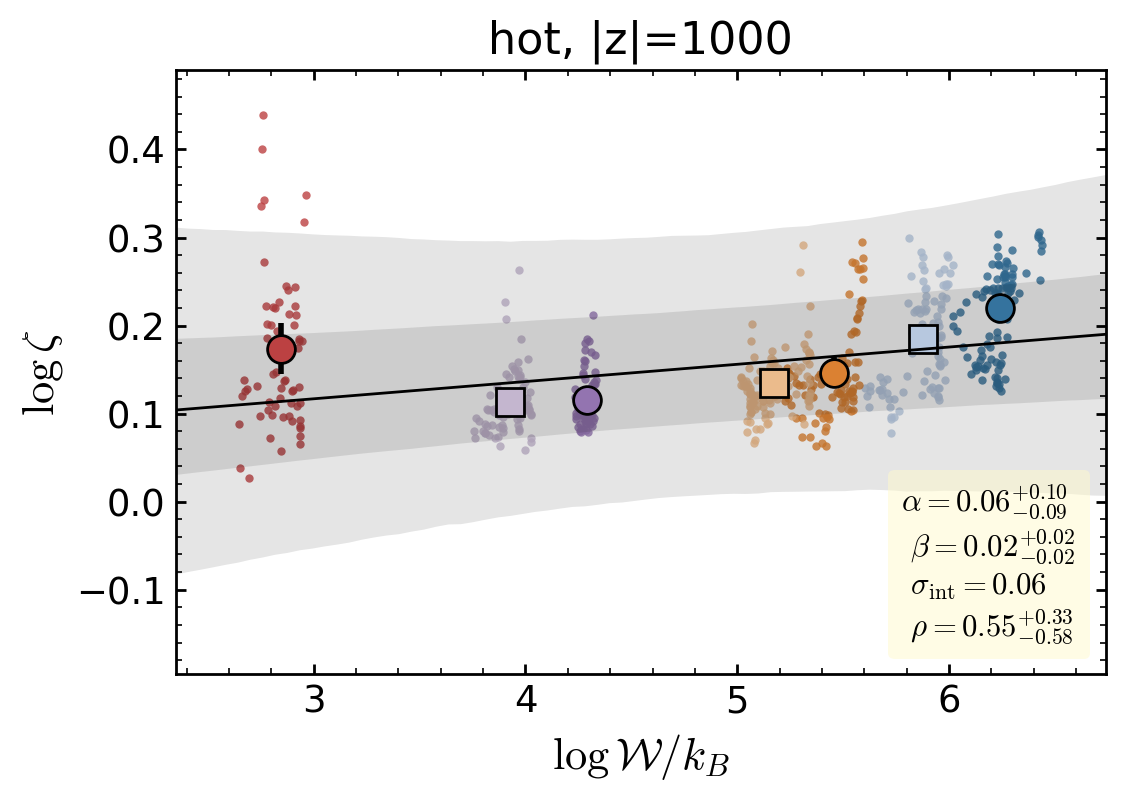 hot, |z|=1000
log ζ
0.4
0.3
0.2
0.1
0.0
−0.1
α = 0.06+0.10−0.09
β = 0.02+0.02−0.02
σint = 0.06
ρ = 0.55+0.33−0.58
3 4 5 6
log 𝒲/kB